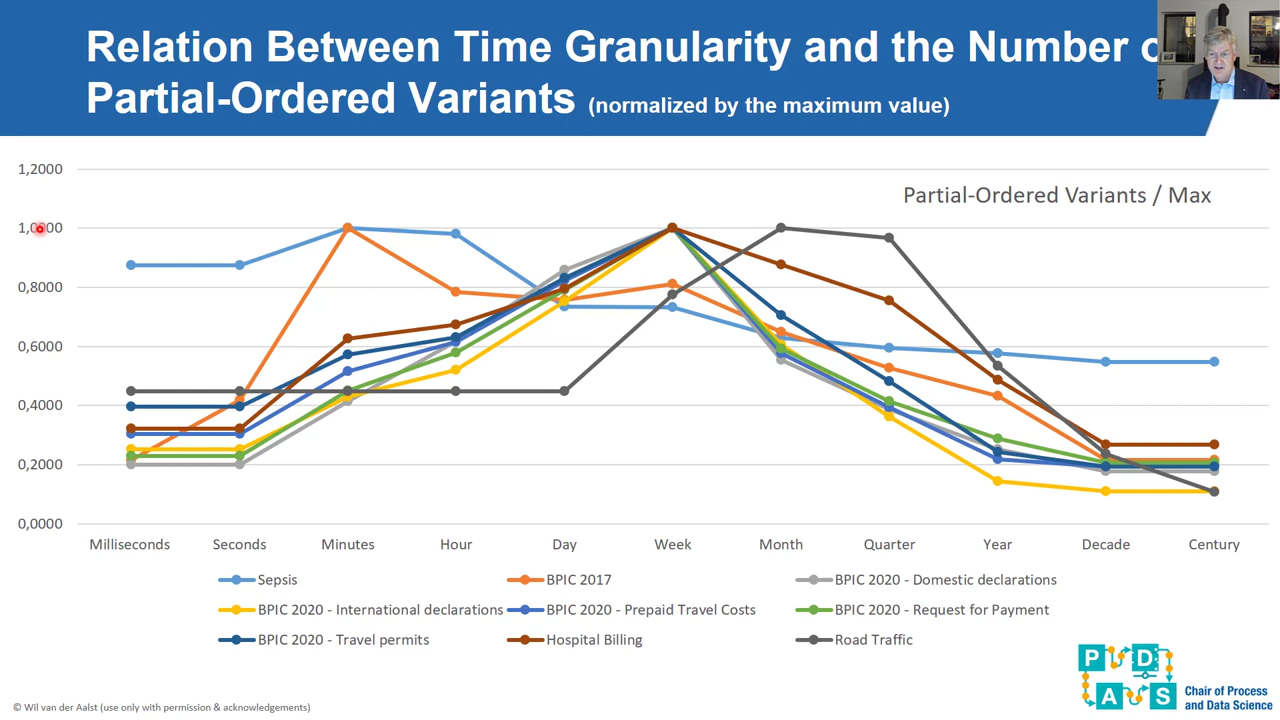 Relation Between Time Granularity and the Number o
Partial-Ordered Variants (normalized by the maximum value)
Partial-Ordered Variants / Max
1,2000
1,0000
0,8000
0,6000
0,4000
0,2000
0,0000
Milliseconds Seconds Minutes Hour Day Week Month Quarter Year Decade Century
Sepsis BPIC 2017 BPIC 2020 - Domestic declarations
BPIC 2020 - International declarations BPIC 2020 - Prepaid Travel Costs BPIC 2020 - Request for Payment
BPIC 2020 - Travel permits Hospital Billing Road Traffic
P D
A S
Chair of Process
and Data Science
© Wil van der Aalst (use only with permission & acknowledgements)